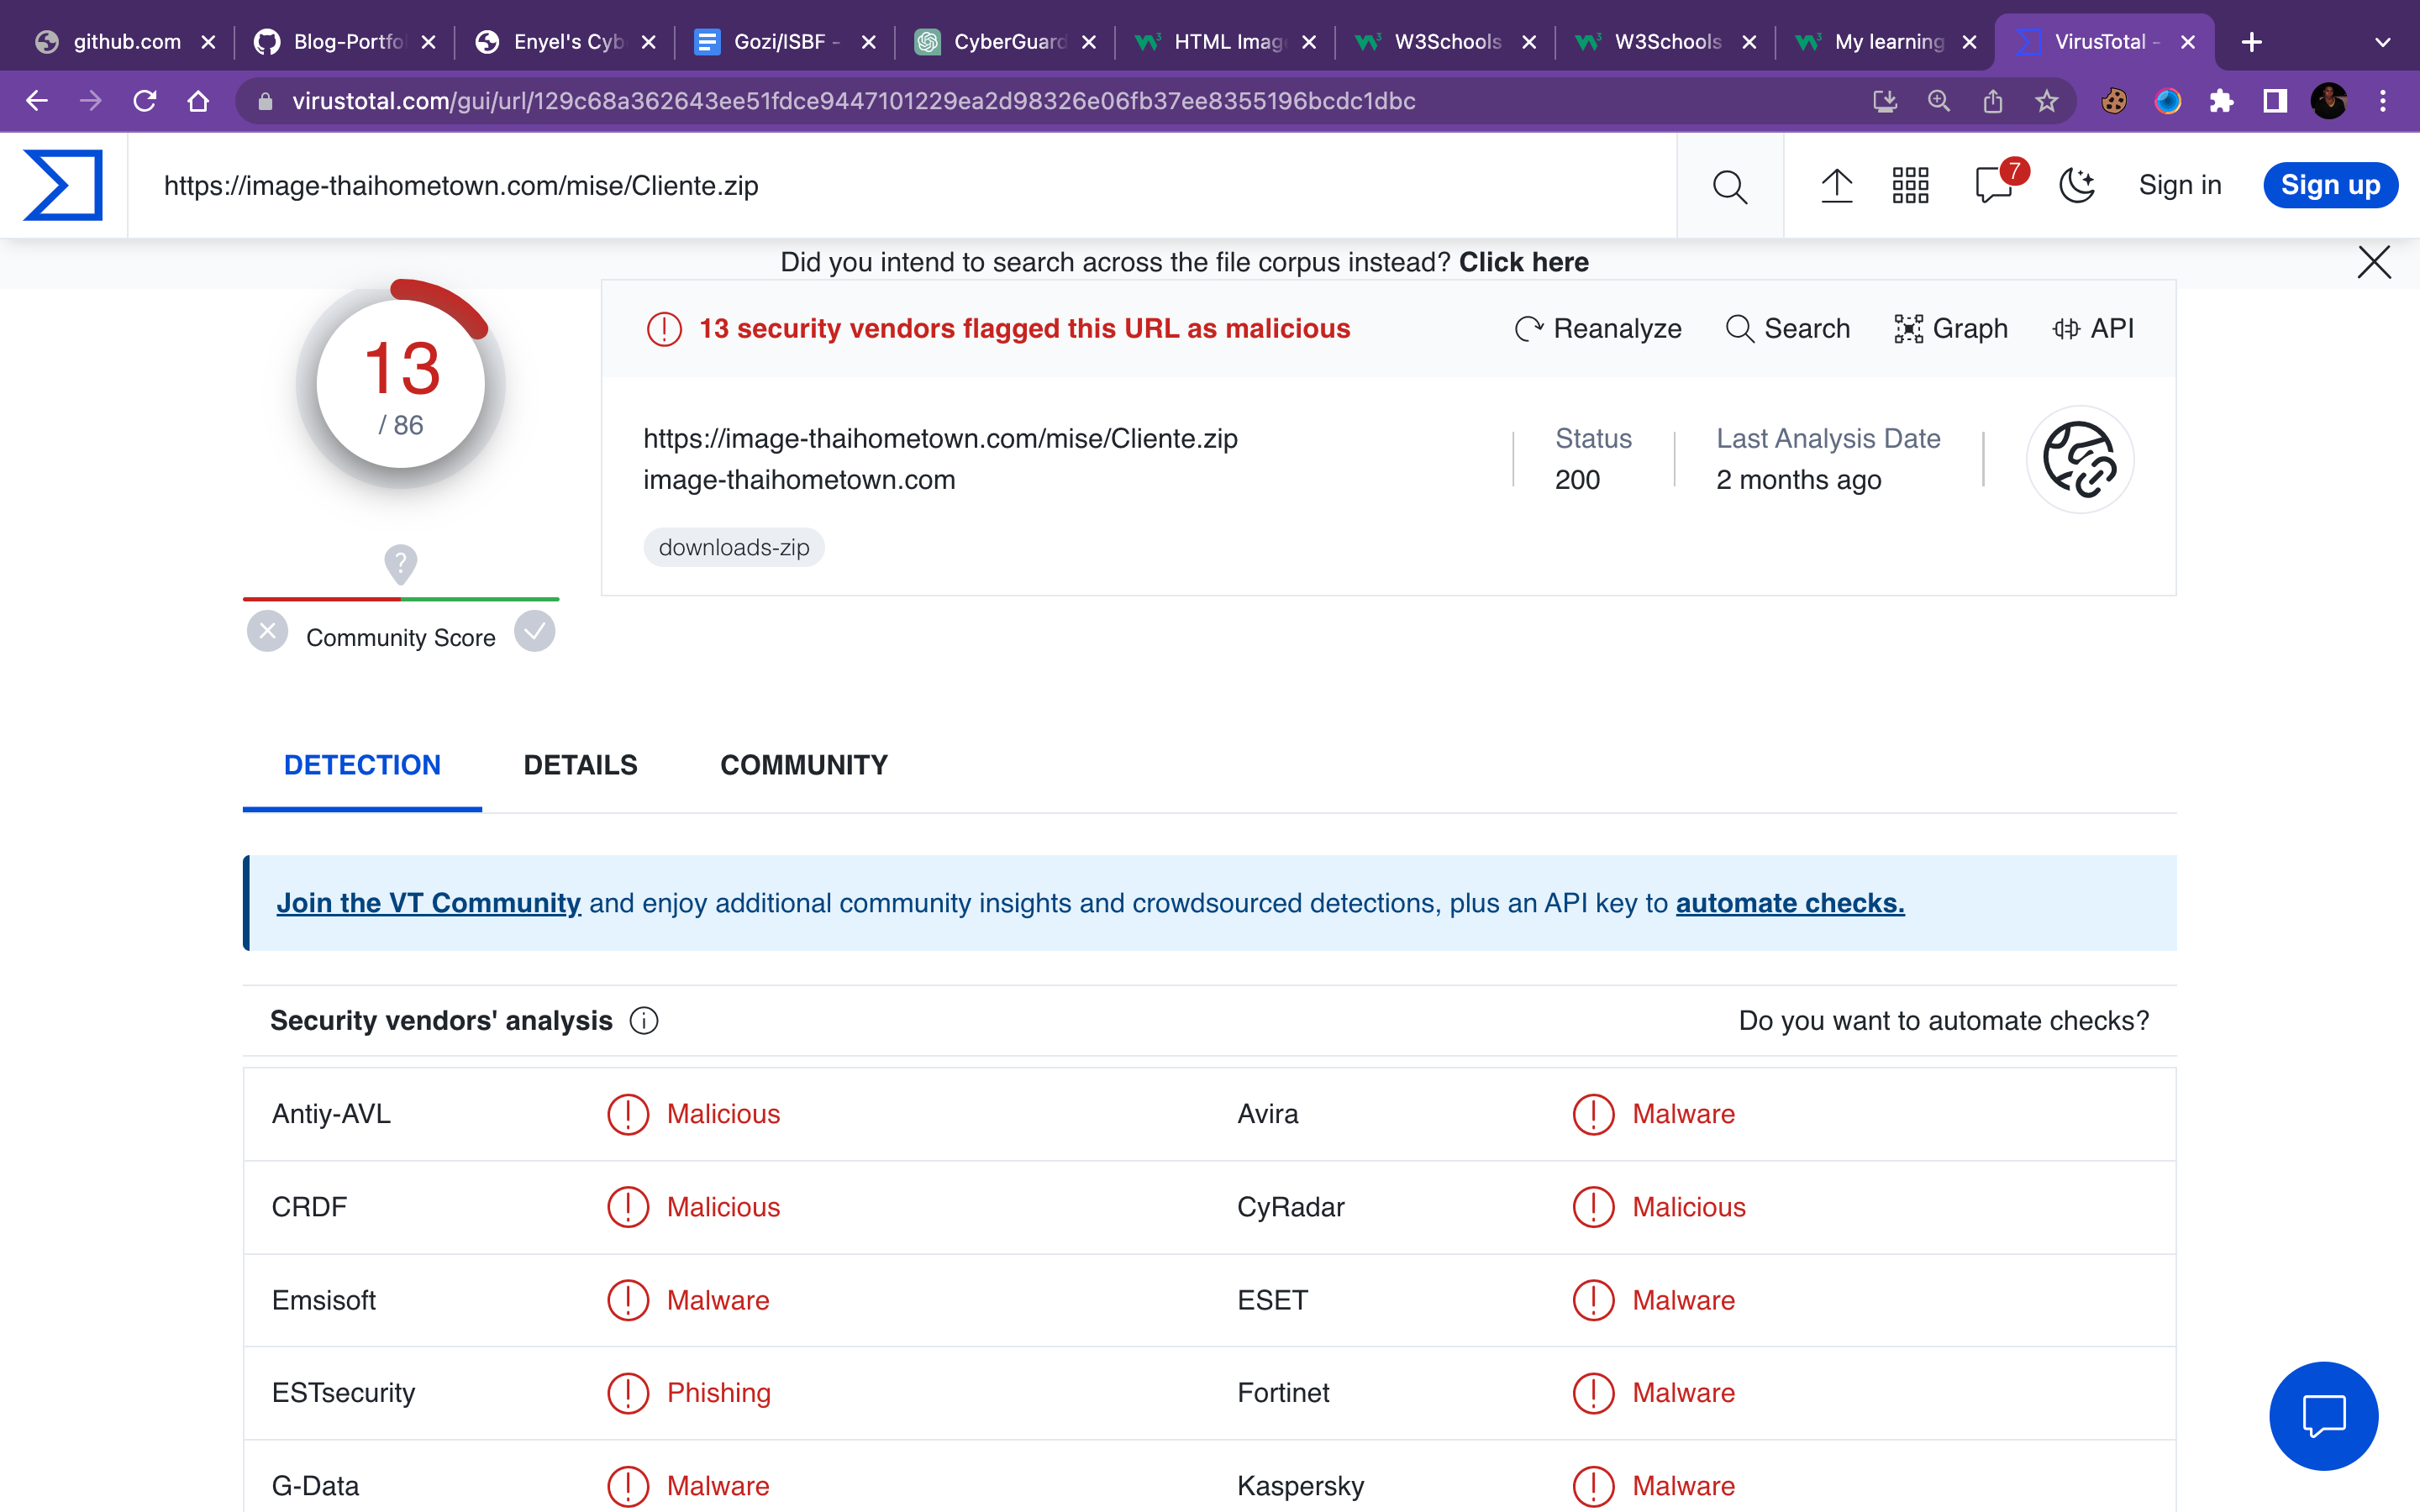 github.com
Blog-Portfo
Enyel's Cyb
Gozi/ISBF -
CyberGuard
HTML Imag
W3Schools
W3Schools
My learning
VirusTotal -
virustotal.com/gui/url/129c68a362643ee51fdce9447101229ea2d98326e06fb37ee8355196bcdc1dbc
https://image-thaihometown.com/mise/Cliente.zip
7
Sign in
Sign up
Did you intend to search across the file corpus instead? Click here
13
/ 86
Community Score
13 security vendors flagged this URL as malicious
Reanalyze
Search
Graph
API
https://image-thaihometown.com/mise/Cliente.zip
image-thaihometown.com
downloads-zip
Status
200
Last Analysis Date
2 months ago
DETECTION
DETAILS
COMMUNITY
Join the VT Community and enjoy additional community insights and crowdsourced detections, plus an API key to automate checks.
Security vendors' analysis
Do you want to automate checks?
Antiy-AVL Malicious Avira Malware
CRDF Malicious CyRadar Malicious
Emsisoft Malware ESET Malware
ESTsecurity Phishing Fortinet Malware
G-Data Malware Kaspersky Malware